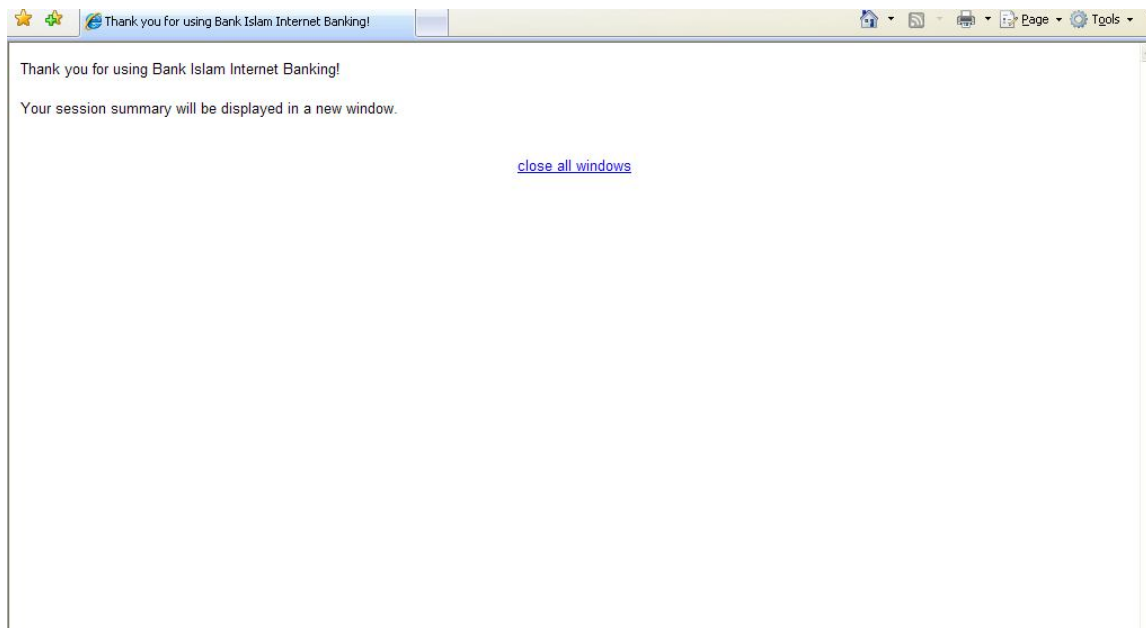 Thank you for using Bank Islam Internet Banking!
Page
Tools
Thank you for using Bank Islam Internet Banking!
Your session summary will be displayed in a new window.
close all windows